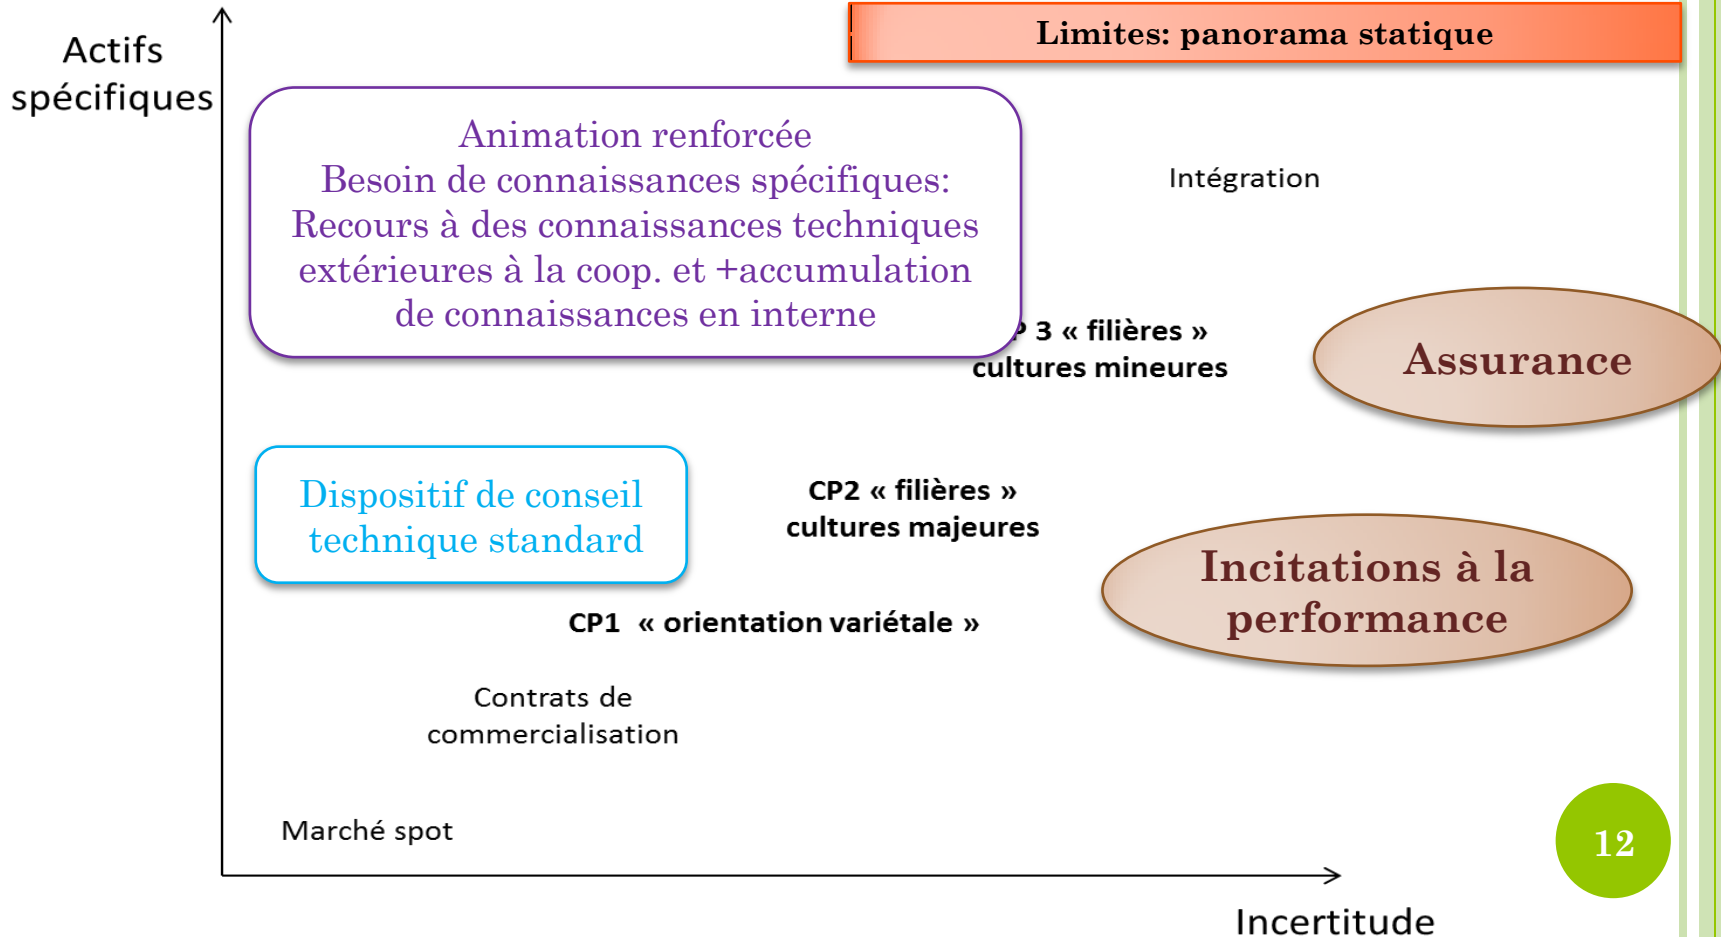 Limites: panorama statique
Actifs
spécifiques
Animation renforcée
Besoin de connaissances spécifiques:
Recours à des connaissances techniques
extérieures à la coop. et +accumulation
de connaissances en interne
Intégration
3 « filières »
cultures mineures
Assurance
Dispositif de conseil
technique standard
CP2 « filières »
cultures majeures
Incitations à la
performance
CP1 « orientation variétale »
Contrats de
commercialisation
Marché spot
12
Incertitude